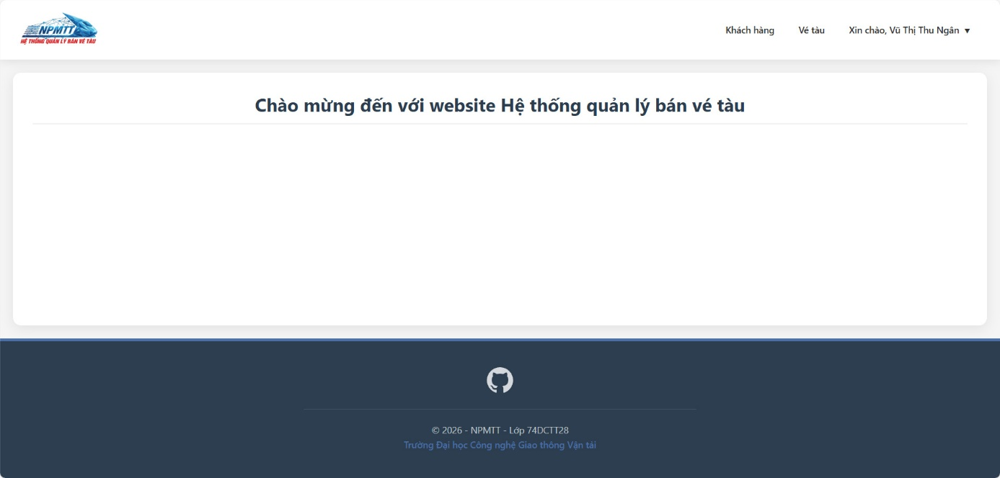 NPMTT
HỆ THỐNG QUẢN LÝ BÁN VÉ TÀU
Khách hàng
Vé tàu
Xin chào, Vũ Thị Thu Ngân ▼
Chào mừng đến với website Hệ thống quản lý bán vé tàu
© 2026 - NPMTT - Lớp 74DCTT28
Trường Đại học Công nghệ Giao thông Vận tải